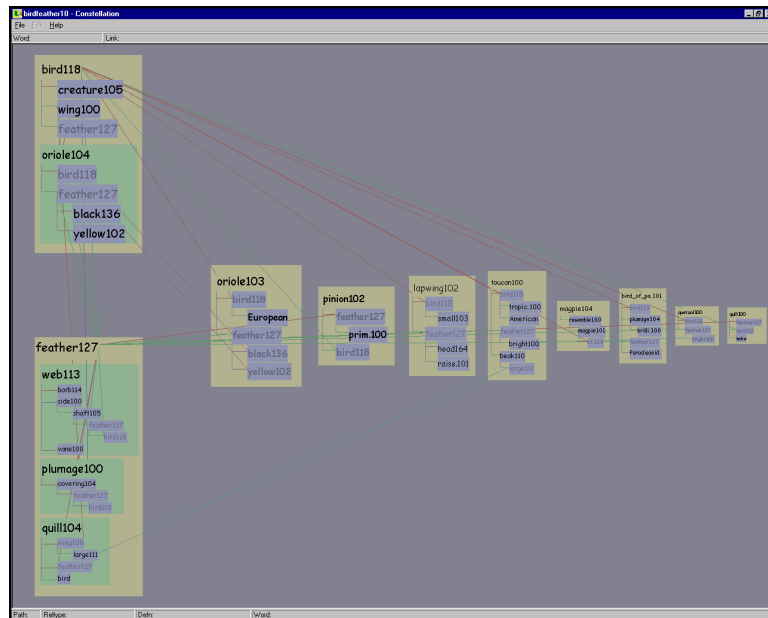 birdfeather10 - Constellation
File Edit Help
Word: Link:
bird118
creature105
wing100
feather127
oriole104
bird118
feather127
black136
yellow102
feather127
web113
barb114
side100
shaft105
feather127
bird118
vane100
plumage100
covering104
feather127
bird118
quill104
wing100
large111
feather127
bird
oriole103
bird118
European
feather127
black136
yellow102
pinion102
feather127
prim.100
bird118
lapwing102
bird118
small103
feather127
head164
raise.101
toucan100
bird118
tropic.100
American
feather127
bright100
beak110
large111
magpie104
resemble100
magpie101
bird_of_pa.101
bird118
plumage104
brilli.100
feather127
Paradiseid.
quetzal100
bird118
feather127
bright100
quill100
feather127
bird118
take
Path: Reltype: Defn: Word: